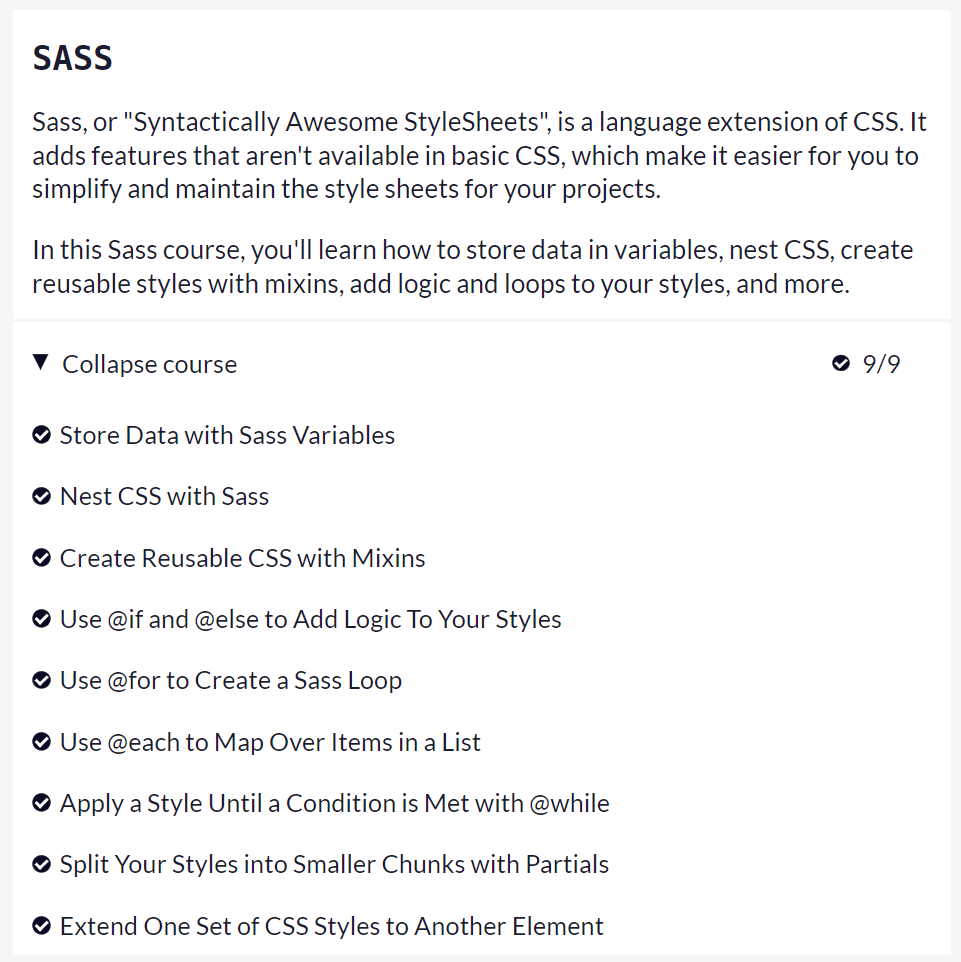 SASS
Sass, or "Syntactically Awesome StyleSheets", is a language extension of CSS. It
adds features that aren't available in basic CSS, which make it easier for you to
simplify and maintain the style sheets for your projects.
In this Sass course, you'll learn how to store data in variables, nest CSS, create
reusable styles with mixins, add logic and loops to your styles, and more.
Collapse course 9/9
Store Data with Sass Variables
Nest CSS with Sass
Create Reusable CSS with Mixins
Use @if and @else to Add Logic To Your Styles
Use @for to Create a Sass Loop
Use @each to Map Over Items in a List
Apply a Style Until a Condition is Met with @while
Split Your Styles into Smaller Chunks with Partials
Extend One Set of CSS Styles to Another Element